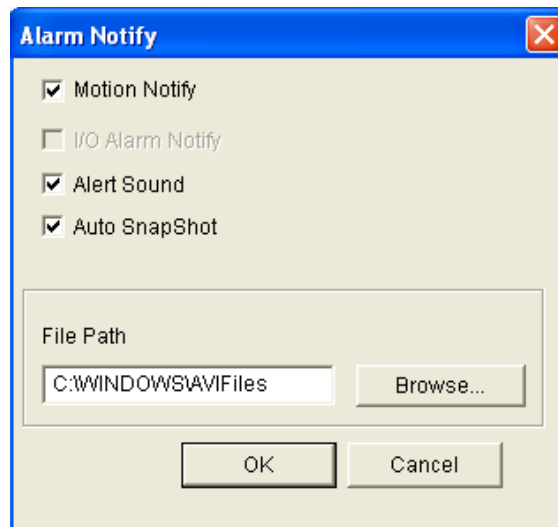 Alarm Notify
Motion Notify
I/O Alarm Notify
Alert Sound
Auto SnapShot
File Path
C:\WINDOWS\AVIFiles
Browse...
OK
Cancel